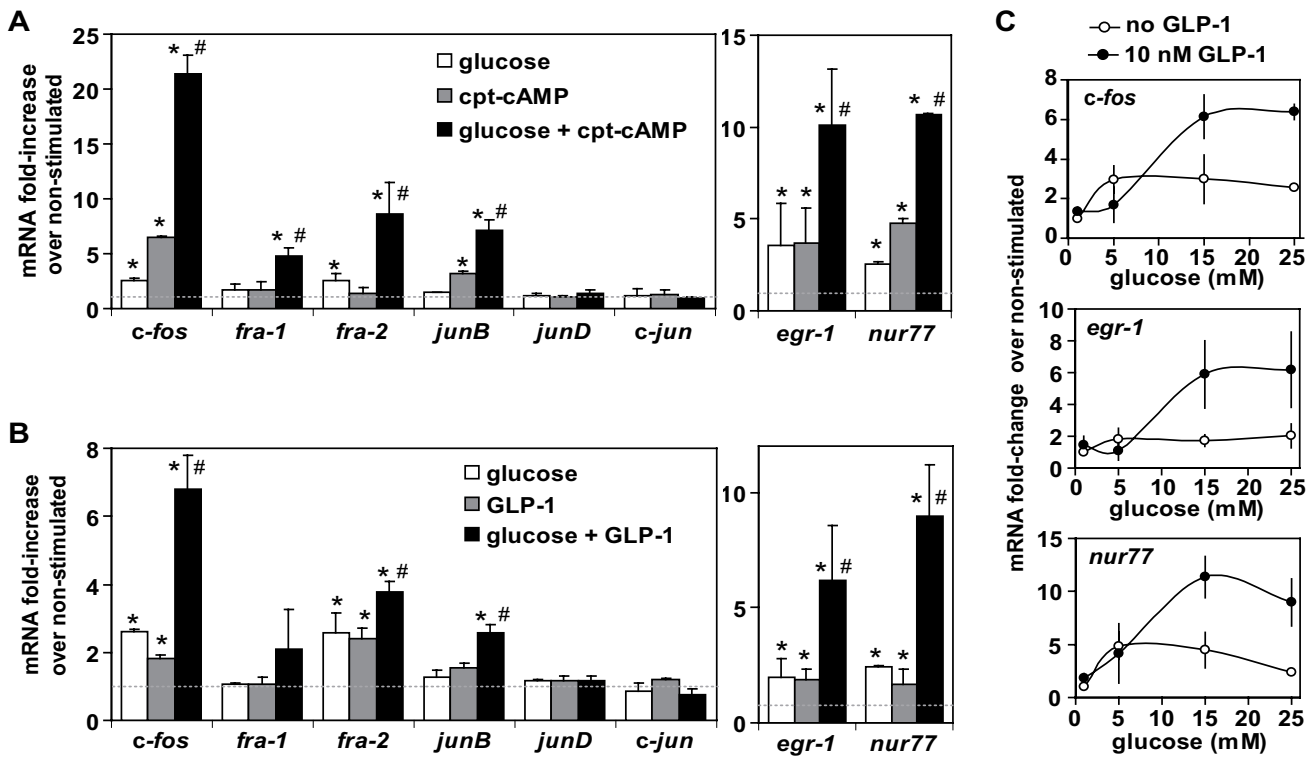 A
mRNA fold-increase
over non-stimulated
25
20
15
10
5
0
glucose
cpt-cAMP
glucose + cpt-cAMP
* * * # * # * * # * * # 
c-fos fra-1 fra-2 junB junD c-jun
15
10
5
0
* * * # * * * #
egr-1 nur77
B
mRNA fold-increase
over non-stimulated
8
6
4
2
0
glucose
GLP-1
glucose + GLP-1
* * * # * * * # * #
c-fos fra-1 fra-2 junB junD c-jun
10
5
0
* * * # * * * #
egr-1 nur77
C
no GLP-1
10 nM GLP-1
mRNA fold-change over non-stimulated
c-fos
8
6
4
2
0
0 5 10 15 20 25
glucose (mM)
egr-1
10
8
6
4
2
0
0 5 10 15 20 25
glucose (mM)
nur77
15
10
5
0
0 5 10 15 20 25
glucose (mM)